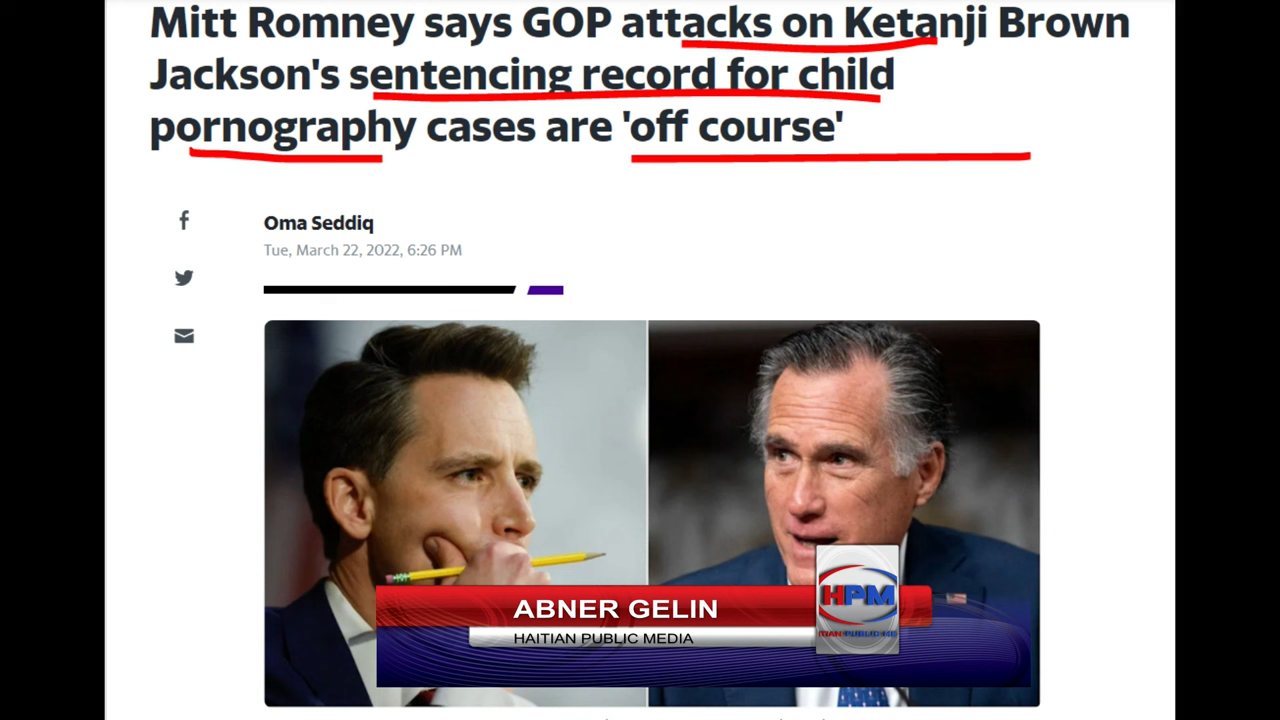 Mitt Romney says GOP attacks on Ketanji Brown
Jackson's sentencing record for child
pornography cases are 'off course'
Oma Seddiq
Tue, March 22, 2022, 6:26 PM
ABNER GELIN
HPM
HAITIAN PUBLIC MEDIA